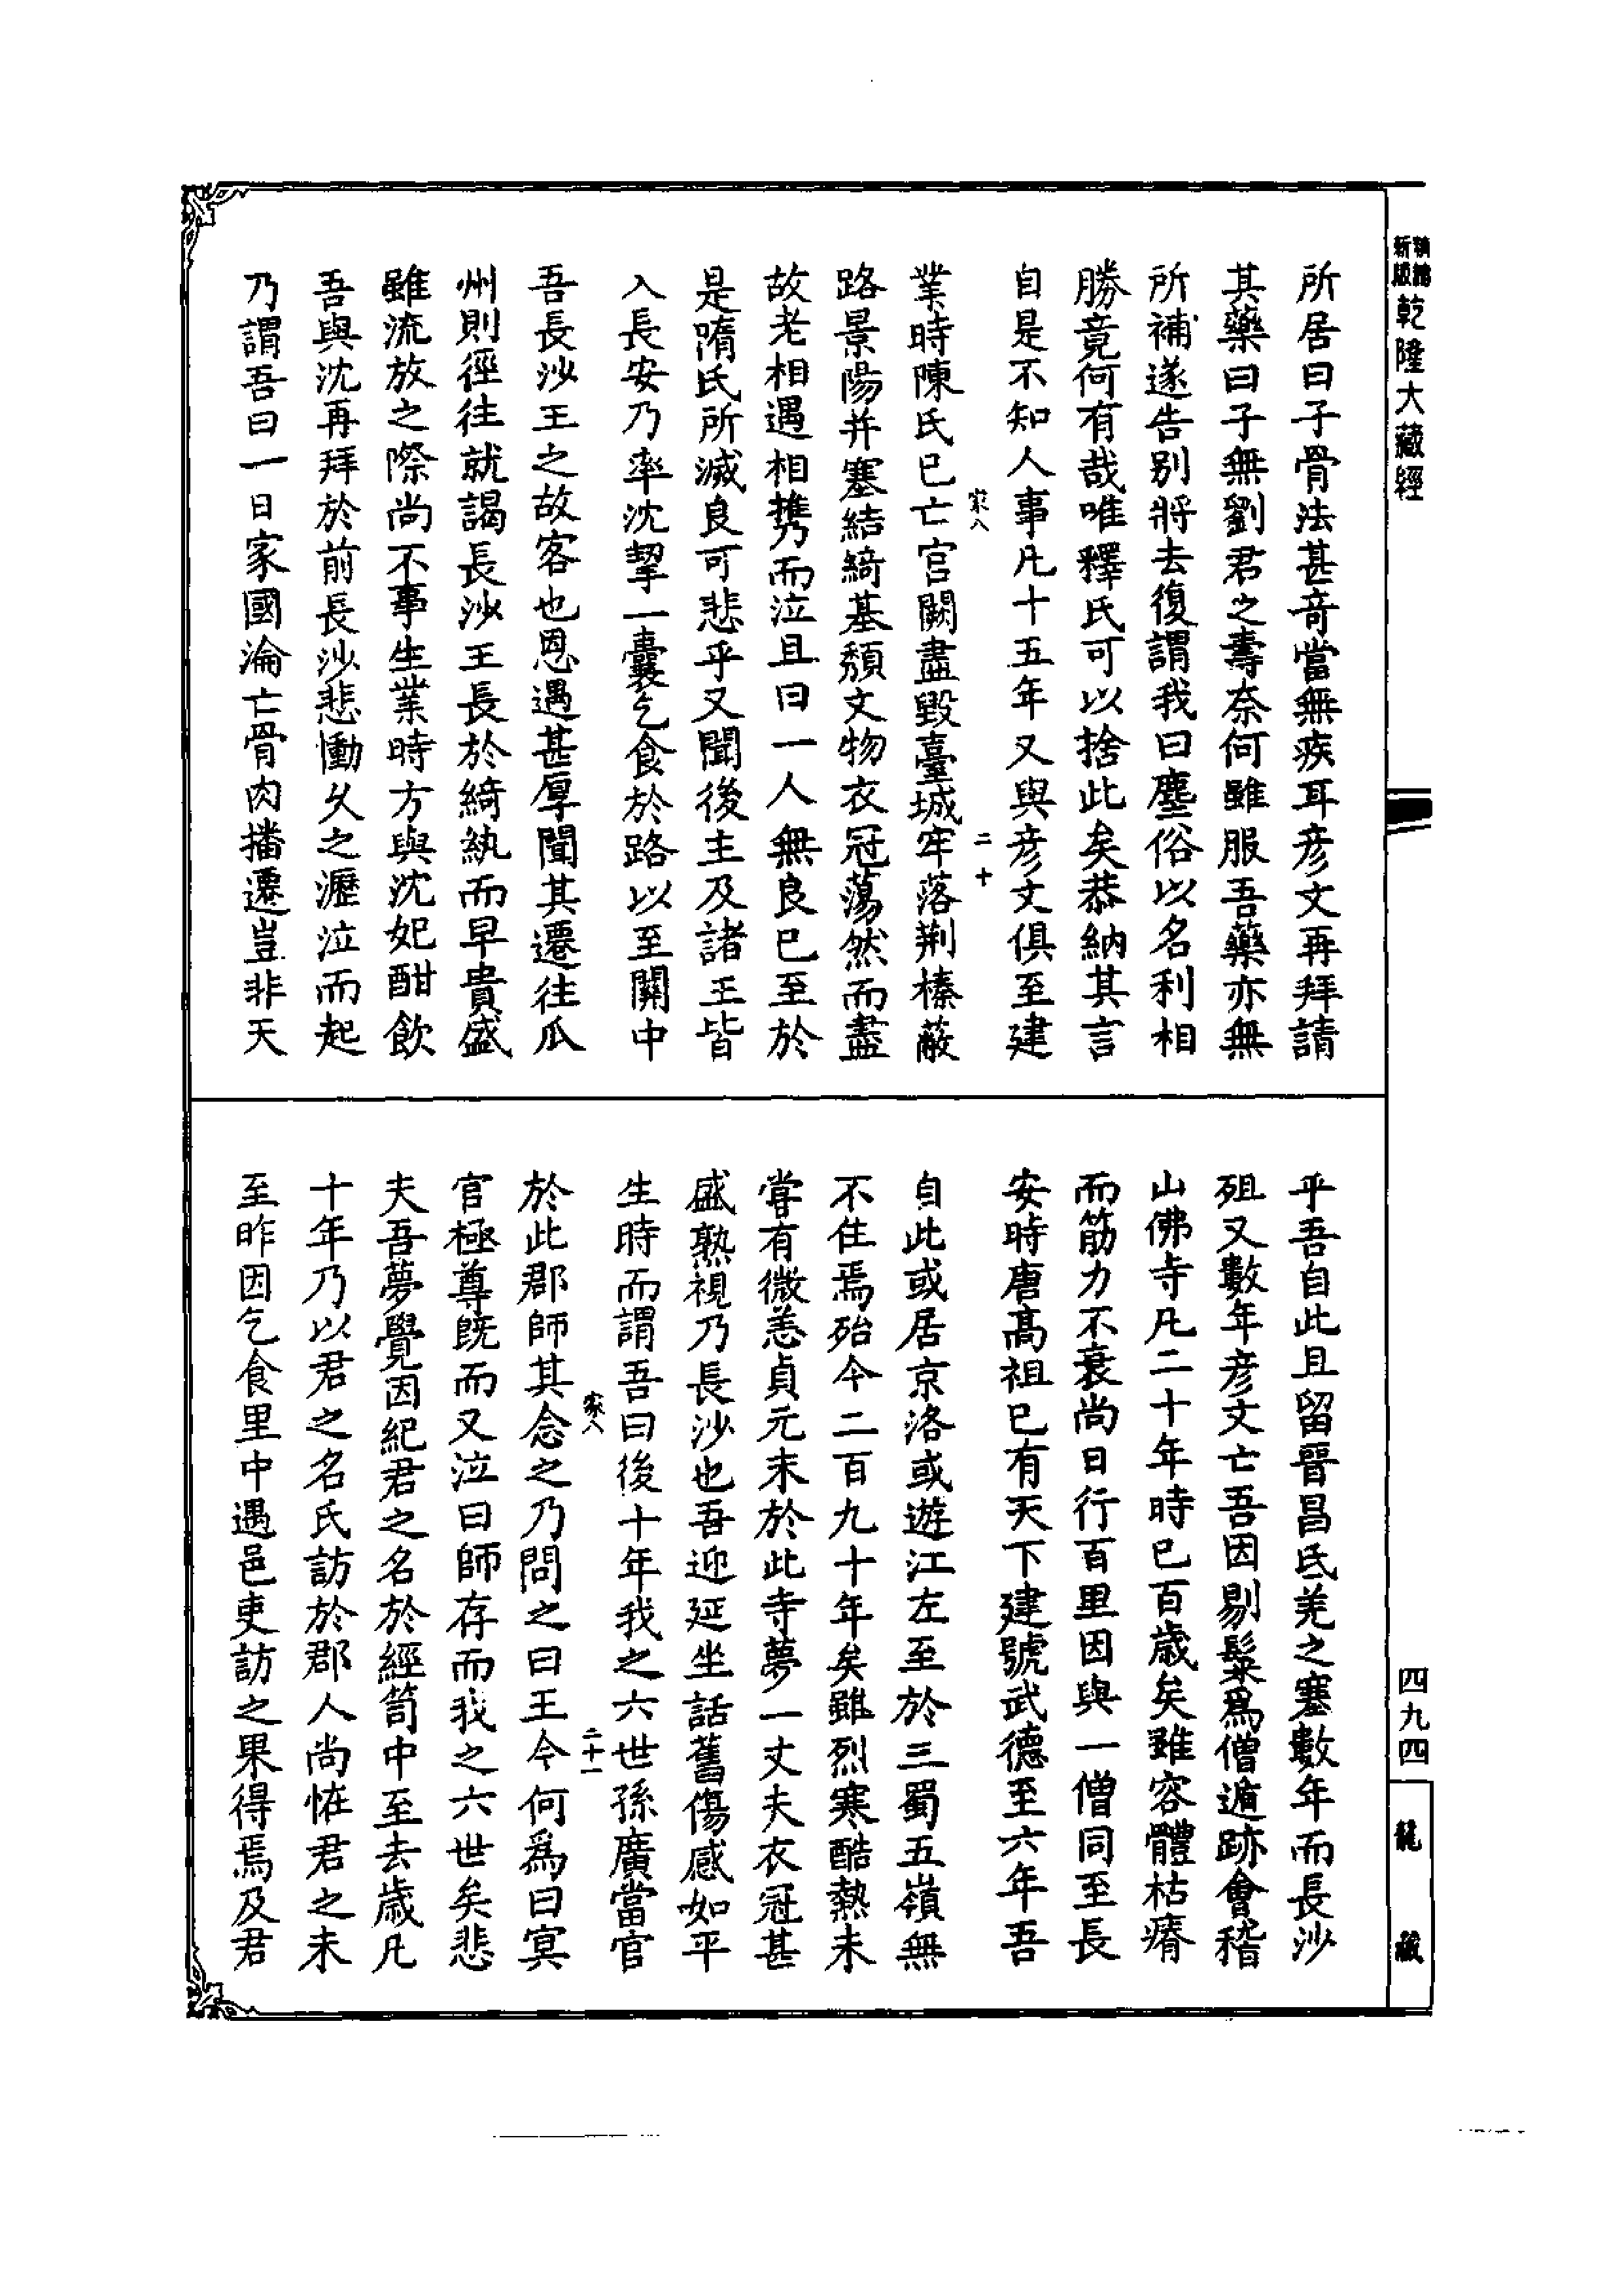 新版精縮乾隆大藏經
所居曰子骨法甚奇當無疾耳彦文再拜請
其藥曰子無劉君之壽奈何雖服吾藥亦無
所補遂告别將去復謂我曰塵俗以名利相
勝竟何有哉唯釋氏可以捨此矣恭納其言
自是不知人事凡十五年又與彦文俱至建
家八 二十
業時陳氏已亡宫闕盡毀臺城牢落荆榛蔽
路景陽并塞結綺基頽文物衣冠蕩然而盡
故老相遇相攜而泣且曰一人無良已至於
是隋氏所滅良可悲乎又聞後主及諸王皆
入長安乃率沈挈一囊乞食於路以至關中
吾長沙王之故客也恩遇甚厚聞其遷往瓜
州則徑往就謁長沙王長於綺紈而早貴盛
雖流放之際尚不事生業時方與沈妃酣飲
吾與沈再拜於前長沙悲慟久之瀝泣而起
乃謂吾曰一日家國淪亡骨肉播遷豈非天
乎吾自此且留晉昌氐羌之塞數年而長沙
殂又數年彦文亡吾因剔髮爲僧遁跡會稽
山佛寺凡二十年時已百歳矣雖容體枯瘠
而筋力不衰尚日行百里因與一僧同至長
安時唐髙祖已有天下建號武德至六年吾
自此或居京洛或遊江左至於三蜀五嶺無
不住焉殆今二百九十年矣雖烈寒酷熱未
嘗有微恙貞元末於此寺夢一丈夫衣冠甚
盛熟視乃長沙也吾迎延坐話舊傷感如平
生時而謂吾曰後十年我之六世孫廣當官
家八 二十一
於此郡師其念之乃問之曰王今何爲曰冥
官極尊既而又泣曰師存而我之六世矣悲
夫吾夢覺因紀君之名於經笥中至去歳凡
十年乃以君之名氏訪於郡人尚恠君之未
至昨因乞食里中遇邑吏訪之果得焉及君
四九四
龍藏